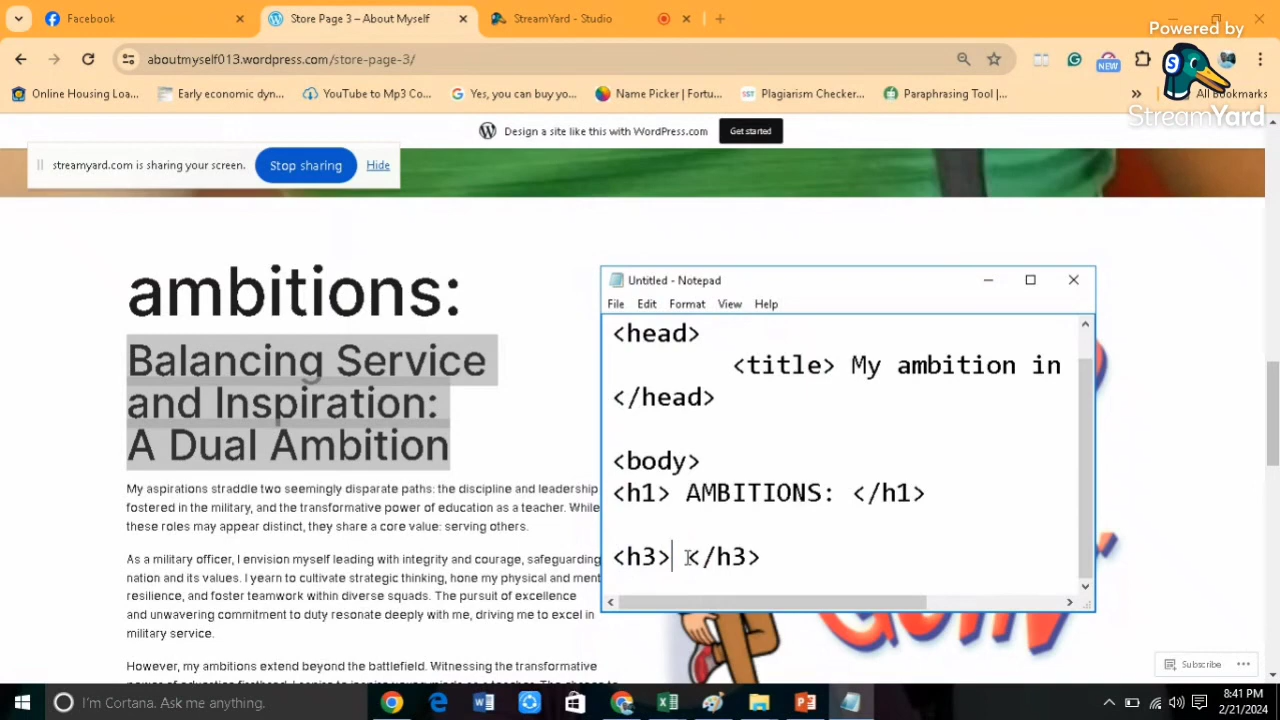 Facebook
Store Page 3 – About Myself
StreamYard - Studio
Powered by
StreamYard
aboutmyself013.wordpress.com/store-page-3/
NEW
Online Housing Loa...
Early economic dyn...
YouTube to Mp3 Co...
Yes, you can buy yo...
Name Picker | Fortu...
Plagiarism Checker...
Paraphrasing Tool |...
All Bookmarks
Design a site like this with WordPress.com
Get started
streamyard.com is sharing your screen.
Stop sharing
Hide
ambitions:
Balancing Service
and Inspiration:
A Dual Ambition
My aspirations straddle two seemingly disparate paths: the discipline and leadership
fostered in the military, and the transformative power of education as a teacher. While
these roles may appear distinct, they share a core value: serving others.
As a military officer, I envision myself leading with integrity and courage, safeguarding
nation and its values. I yearn to cultivate strategic thinking, hone my physical and ment
resilience, and foster teamwork within diverse squads. The pursuit of excellence
and unwavering commitment to duty resonate deeply with me, driving me to excel in
military service.
However, my ambitions extend beyond the battlefield. Witnessing the transformative
Untitled - Notepad
File Edit Format View Help
<head>
<title> My ambition in
</head>
<body>
<h1> AMBITIONS: </h1>
<h3> </h3>
Subscribe
I'm Cortana. Ask me anything.
8:41 PM
2/21/2024